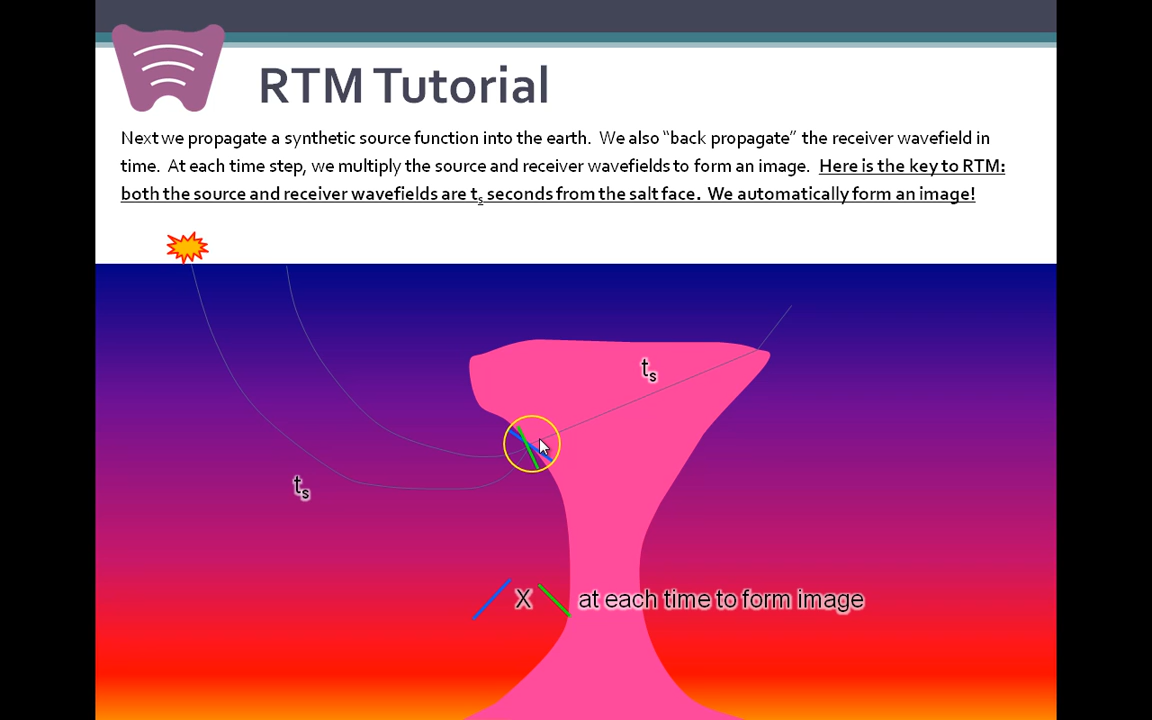 RTM Tutorial
Next we propagate a synthetic source function into the earth.  We also “back propagate” the receiver wavefield in
time.  At each time step, we multiply the source and receiver wavefields to form an image.  Here is the key to RTM:
both the source and receiver wavefields are ts seconds from the salt face.  We automatically form an image!
ts
ts
X at each time to form image